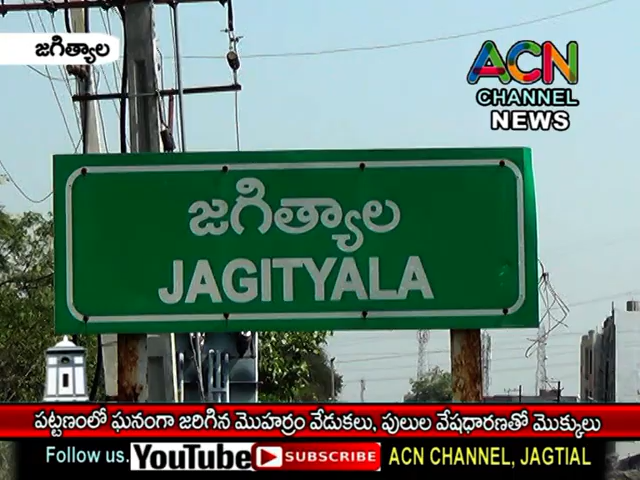 జగిత్యాల
ACN
CHANNEL
NEWS
జగిత్యాల
JAGITYALA
పట్టణంలో ఘనంగా జరిగిన మొహర్రం వేడుకలు, పులుల వేషధారణతో మొక్కులు
Follow us. YouTube SUBSCRIBE ACN CHANNEL, JAGTIAL